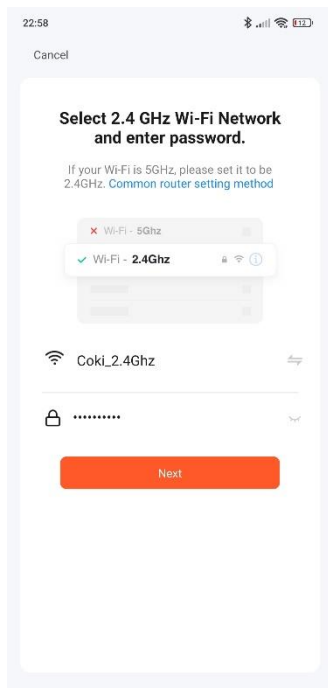 22:58
12
Cancel
Select 2.4 GHz Wi-Fi Network
and enter password.
If your Wi-Fi is 5GHz, please set it to be
2.4GHz. Common router setting method
Wi-Fi - 5Ghz
Wi-Fi - 2.4Ghz
Coki_2.4Ghz
••••••••••
Next